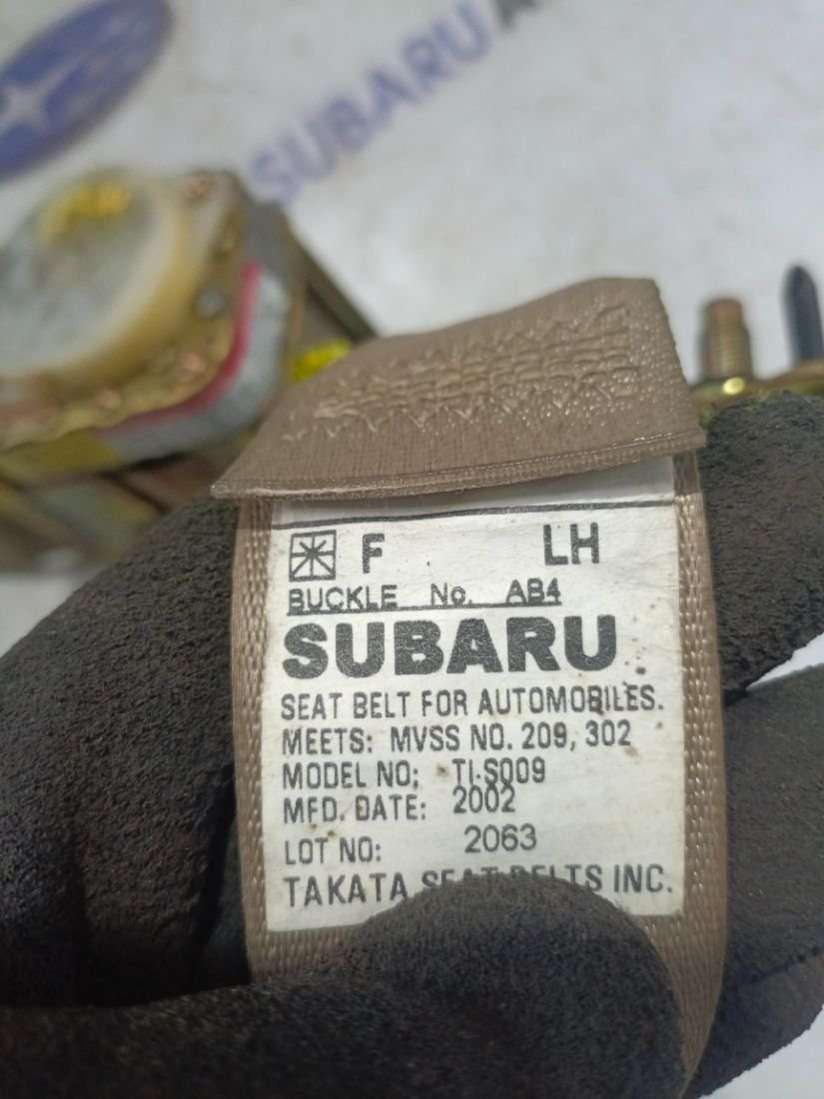 SUBARU
F LH
BUCKLE No. AB4
SUBARU
SEAT BELT FOR AUTOMOBILES.
MEETS: MVSS NO. 209, 302
MODEL NO; TI-S009
MFD. DATE: 2002
LOT NO: 2063
TAKATA SEAT BELTS INC.